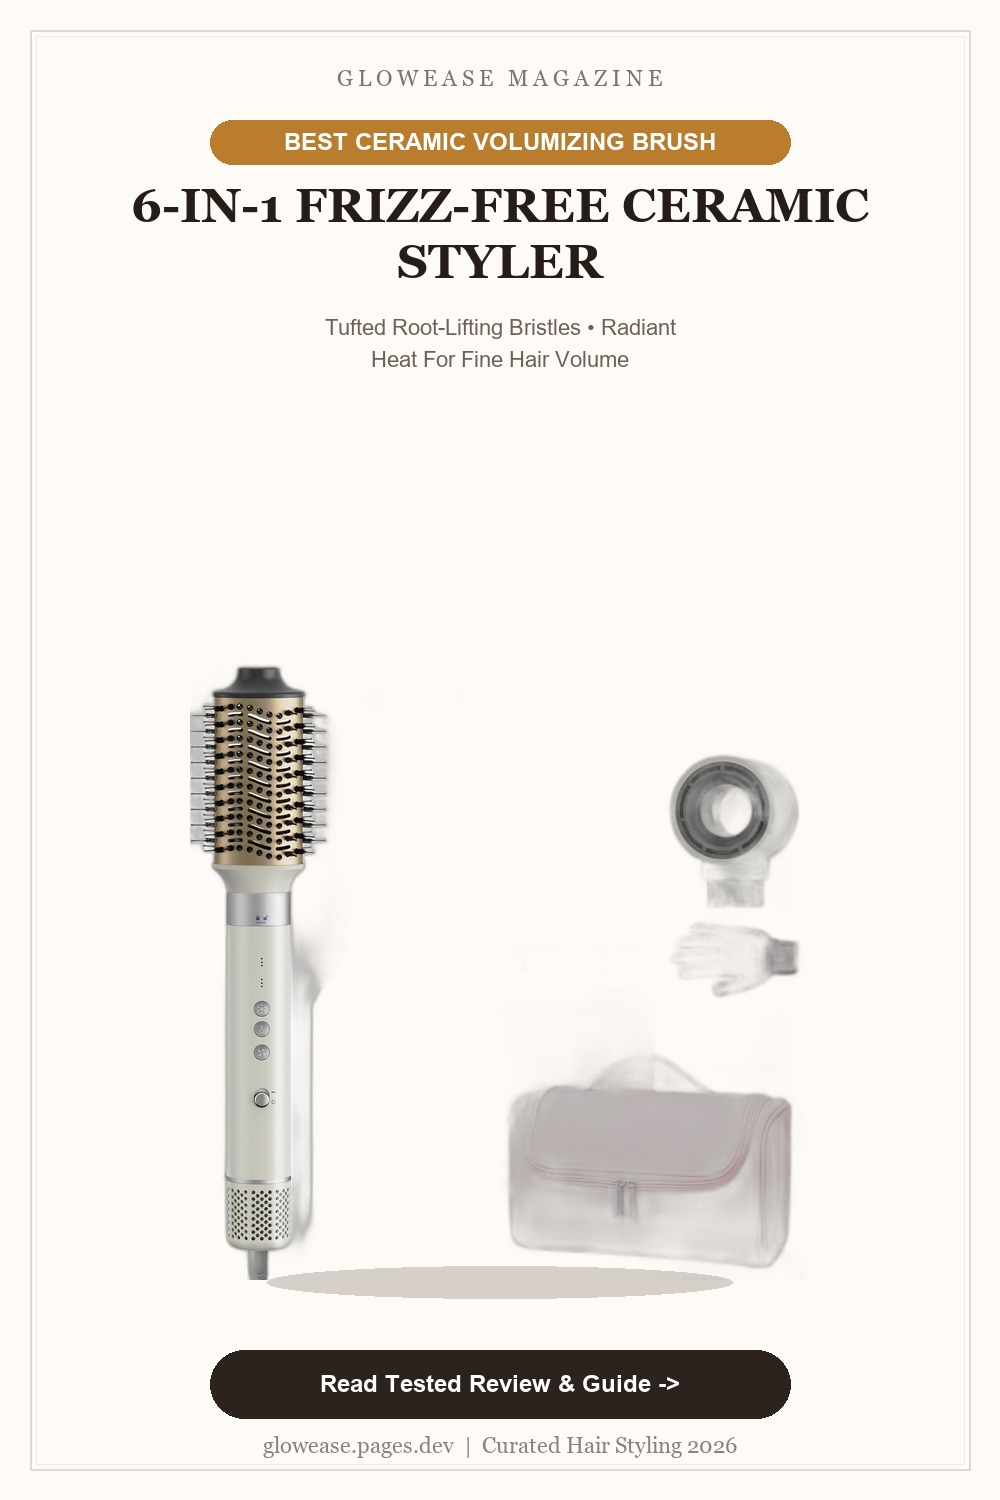 GLOWEASE MAGAZINE
BEST CERAMIC VOLUMIZING BRUSH
6-IN-1 FRIZZ-FREE CERAMIC
STYLER
Tufted Root-Lifting Bristles • Radiant
Heat For Fine Hair Volume
Read Tested Review & Guide ->
glowease.pages.dev | Curated Hair Styling 2026